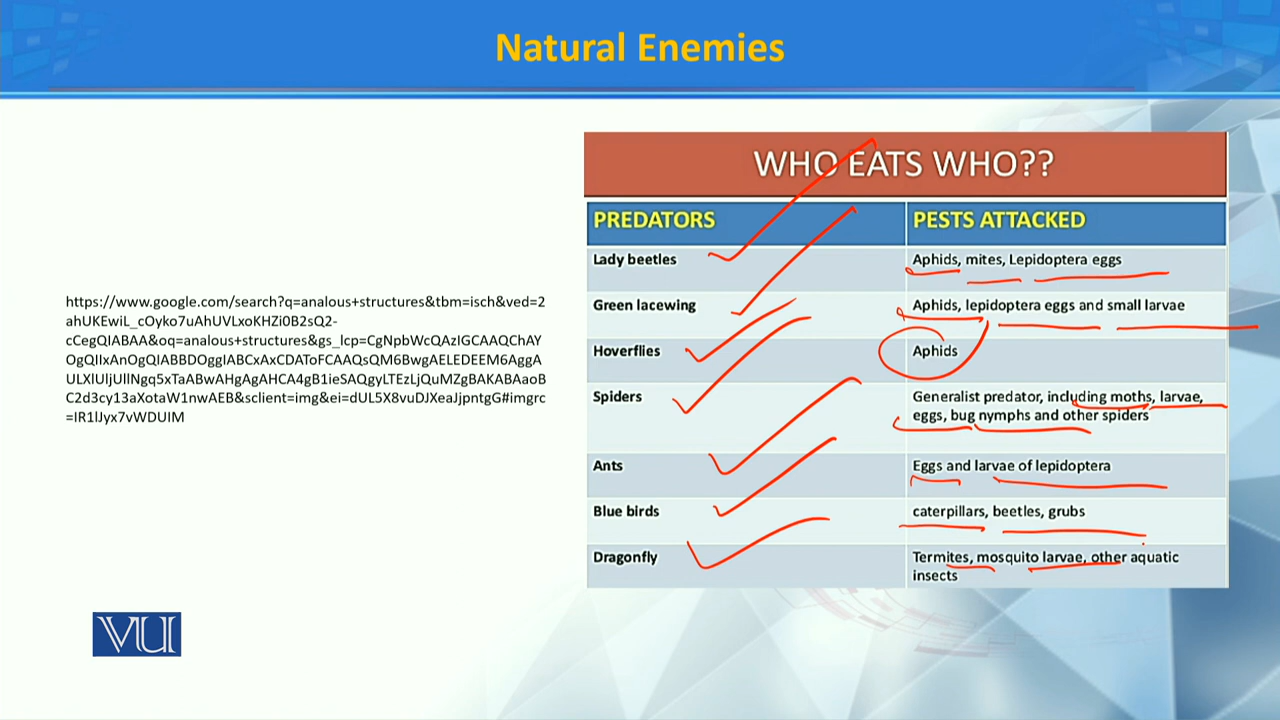 Natural Enemies
https://www.google.com/search?q=analous+structures&tbm=isch&ved=2
ahUKEwiL_cOyko7uAhUVLxoKHZi0B2sQ2-
cCegQIABAA&oq=analous+structures&gs_lcp=CgNpbWcQAzIGCAAQChAY
OgQIIxAnOgQIABBDOggIABCxAxCDAToFCAAQsQM6BwgAELEDEEM6AggA
ULXlUljUllNgq5xTaABwAHgAgAHCA4gB1ieSAQgyLTEzLjQuMZgBAKABAaoB
C2d3cy13aXotaW1nwAEB&sclient=img&ei=dUL5X8vuDJXeaJjpntgG#imgrc
=IR1lJyx7vWDUIM
WHO EATS WHO??
PREDATORS PESTS ATTACKED
Lady beetles Aphids, mites, Lepidoptera eggs
Green lacewing Aphids, lepidoptera eggs and small larvae
Hoverflies Aphids
Spiders Generalist predator, including moths, larvae,
eggs, bug nymphs and other spiders
Ants Eggs and larvae of lepidoptera
Blue birds caterpillars, beetles, grubs
Dragonfly Termites, mosquito larvae, other aquatic
insects
VU